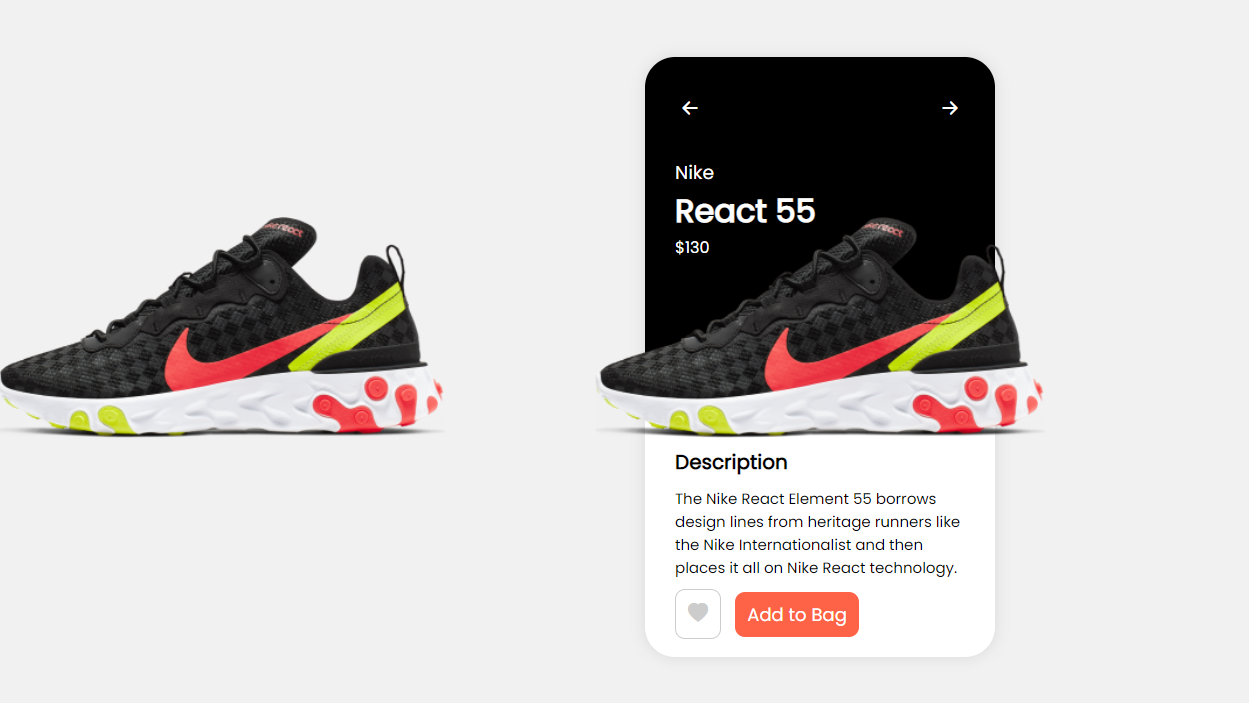 Nike
React 55
$130
Description
The Nike React Element 55 borrows
design lines from heritage runners like
the Nike Internationalist and then
places it all on Nike React technology.
Add to Bag